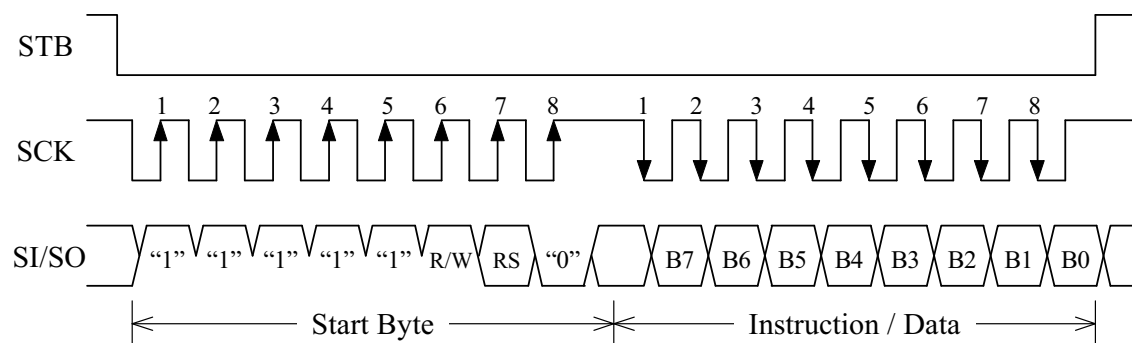 STB
1 2 3 4 5 6 7 8 1 2 3 4 5 6 7 8
SCK
SI/SO “1” “1” “1” “1” “1” R/W RS “0” B7 B6 B5 B4 B3 B2 B1 B0
Start Byte Instruction / Data